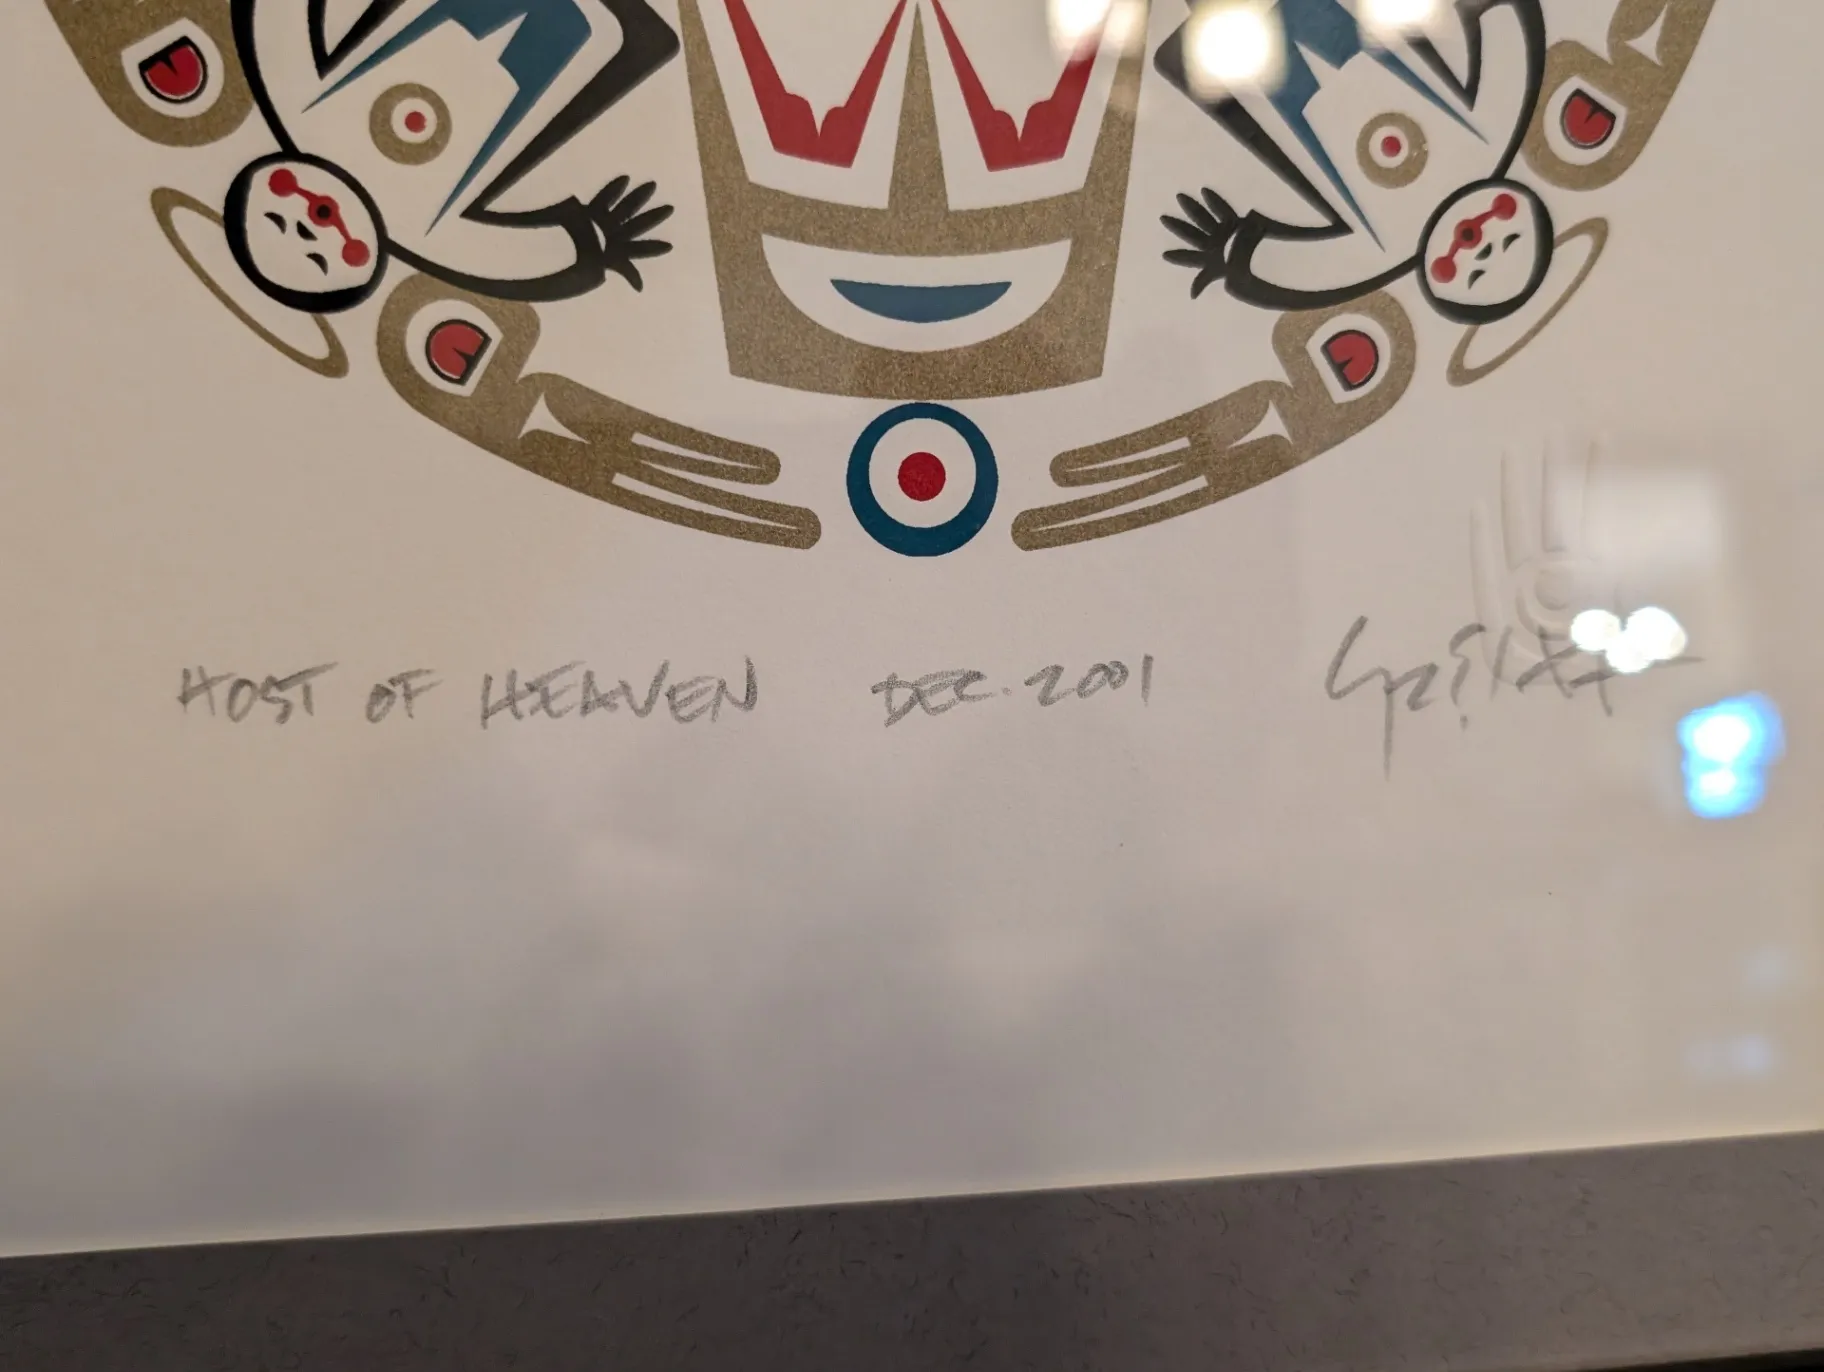 HOST OF HEAVEN DEC. 2001